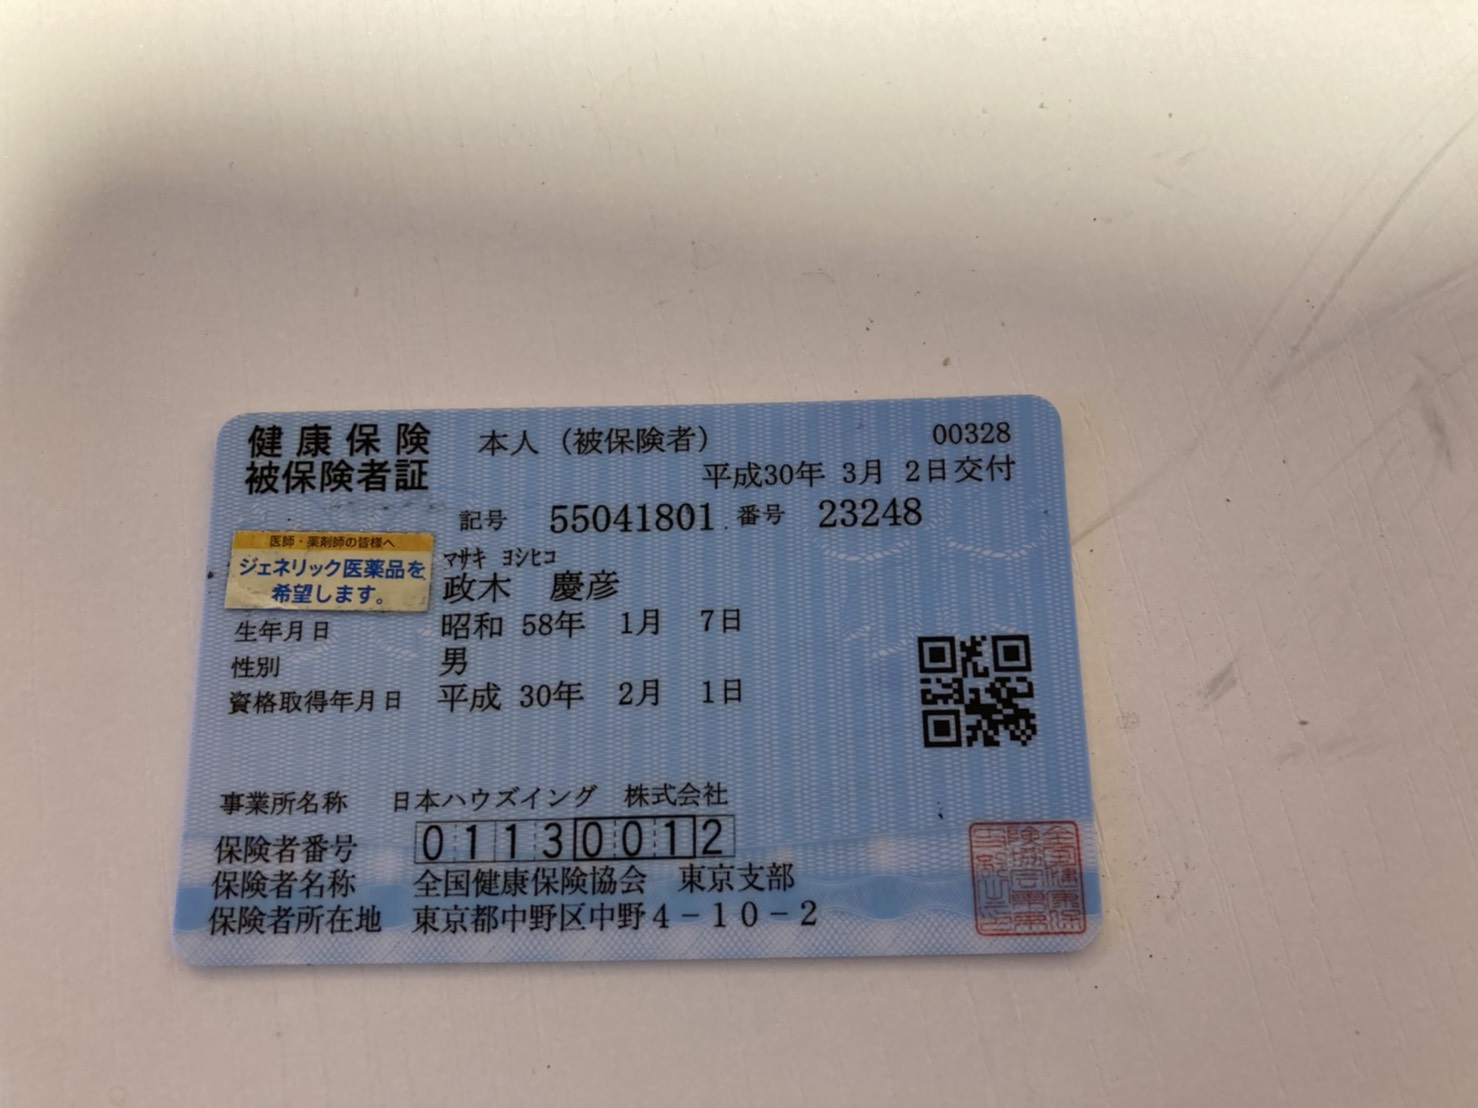 健康保険
被保険者証
本人（被保険者） 00328
平成30年 3月 2日交付
記号 55041801 番号 23248
医師・薬剤師の皆様へ
ジェネリック医薬品を
希望します。
マサキ ヨシヒコ
政木 慶彦
生年月日 昭和 58年 1月 7日
性別 男
資格取得年月日 平成 30年 2月 1日
事業所名称 日本ハウズイング 株式会社
保険者番号 01130012
保険者名称 全国健康保険協会 東京支部
保険者所在地 東京都中野区中野4-10-2